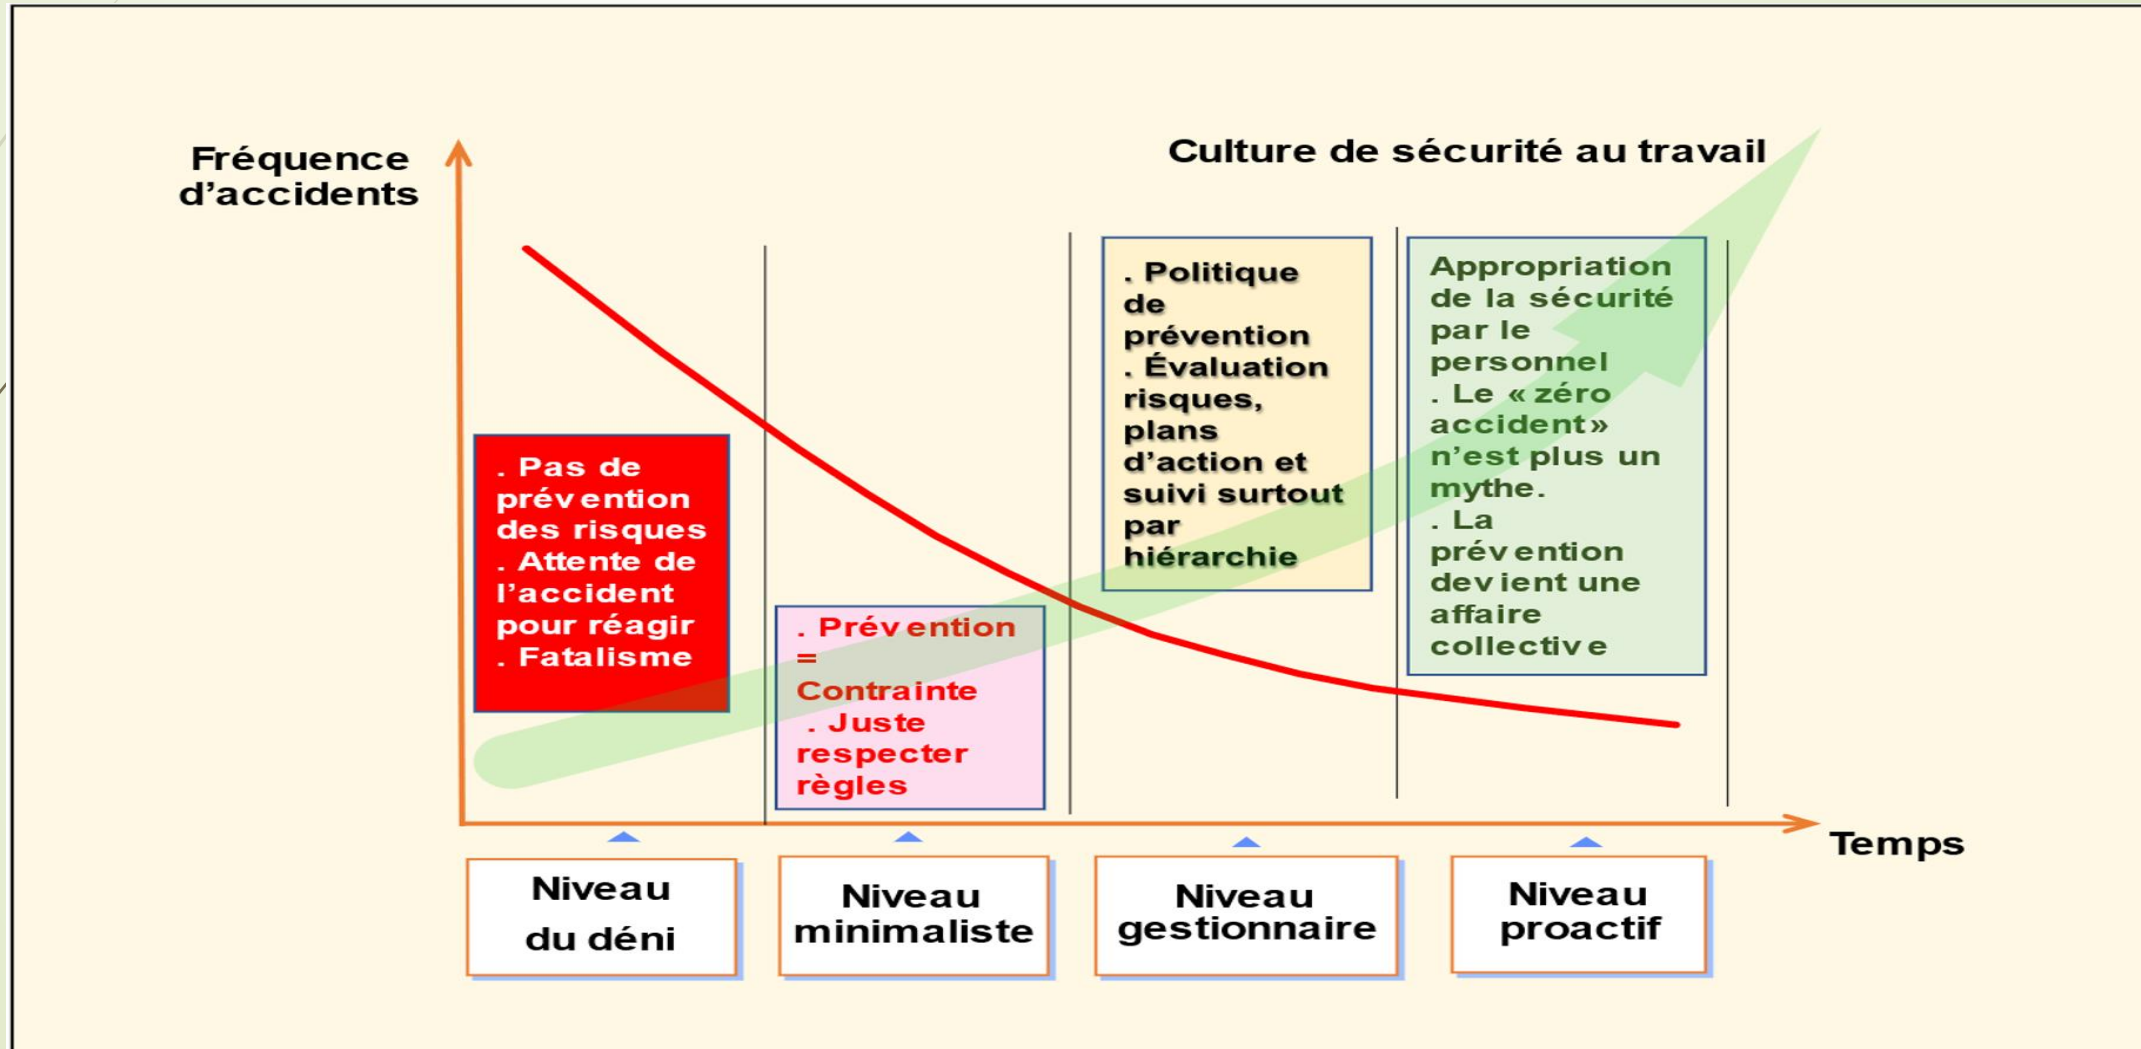 Fréquence
d’accidents
Culture de sécurité au travail
. Pas de
prévention
des risques
. Attente de
l’accident
pour réagir
. Fatalisme
. Prévention
=
Contrainte
. Juste
respecter
règles
. Politique
de
prévention
. Évaluation
risques,
plans
d’action et
suivi surtout
par
hiérarchie
Appropriation
de la sécurité
par le
personnel
. Le « zéro
accident»
n’est plus un
mythe.
. La
prévention
devient une
affaire
collective
Temps
Niveau
du déni
Niveau
minimaliste
Niveau
gestionnaire
Niveau
proactif